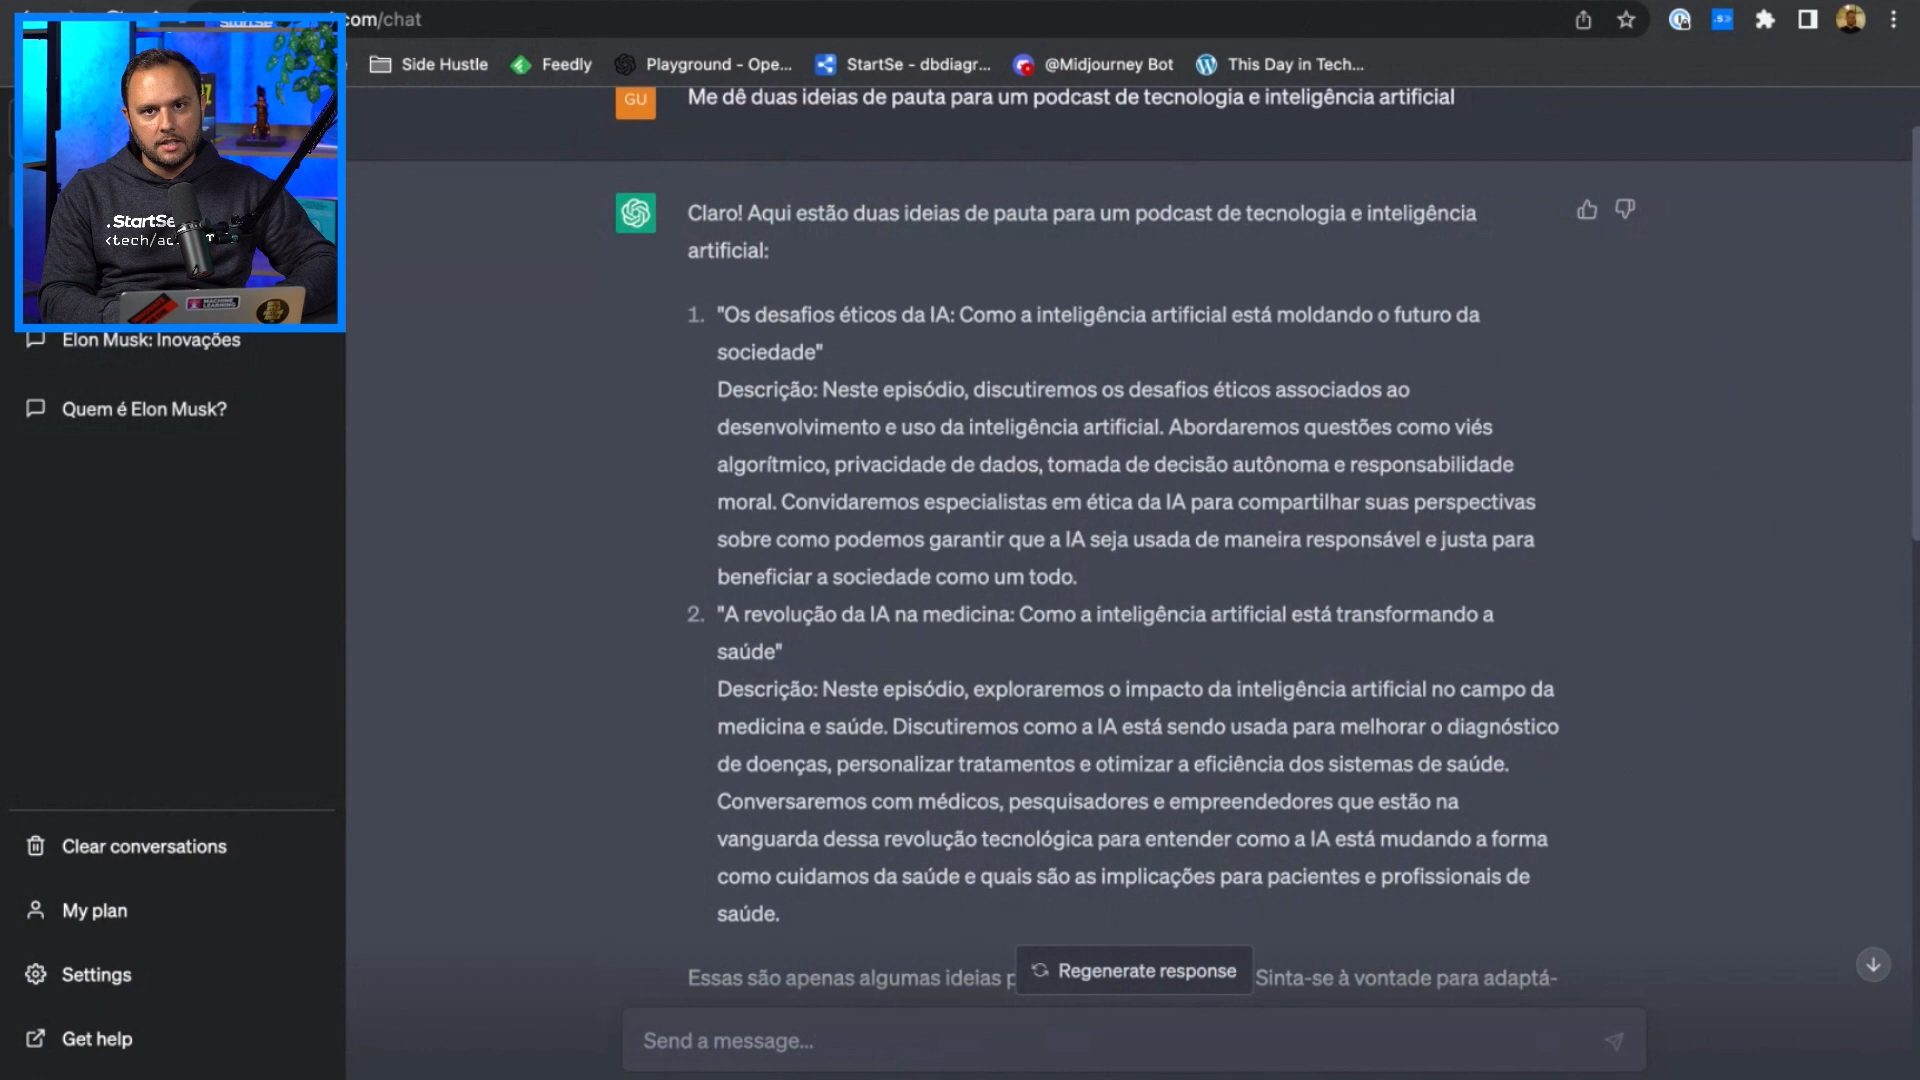 com/chat
Side Hustle
Feedly
Playground - Ope...
StartSe - dbdiagr...
@Midjourney Bot
This Day in Tech...
GU
Me dê duas ideias de pauta para um podcast de tecnologia e inteligência artificial
Claro! Aqui estão duas ideias de pauta para um podcast de tecnologia e inteligência
artificial:
1. "Os desafios éticos da IA: Como a inteligência artificial está moldando o futuro da
sociedade"
Descrição: Neste episódio, discutiremos os desafios éticos associados ao
desenvolvimento e uso da inteligência artificial. Abordaremos questões como viés
algorítmico, privacidade de dados, tomada de decisão autônoma e responsabilidade
moral. Convidaremos especialistas em ética da IA para compartilhar suas perspectivas
sobre como podemos garantir que a IA seja usada de maneira responsável e justa para
beneficiar a sociedade como um todo.
2. "A revolução da IA na medicina: Como a inteligência artificial está transformando a
saúde"
Descrição: Neste episódio, exploraremos o impacto da inteligência artificial no campo da
medicina e saúde. Discutiremos como a IA está sendo usada para melhorar o diagnóstico
de doenças, personalizar tratamentos e otimizar a eficiência dos sistemas de saúde.
Conversaremos com médicos, pesquisadores e empreendedores que estão na
vanguarda dessa revolução tecnológica para entender como a IA está mudando a forma
como cuidamos da saúde e quais são as implicações para pacientes e profissionais de
saúde.
Essas são apenas algumas ideias p
Regenerate response
Sinta-se à vontade para adaptá-
Send a message...
.StartSe
<tech/
MACHINE
LEARNING
Elon Musk: Inovações
Quem é Elon Musk?
Clear conversations
My plan
Settings
Get help